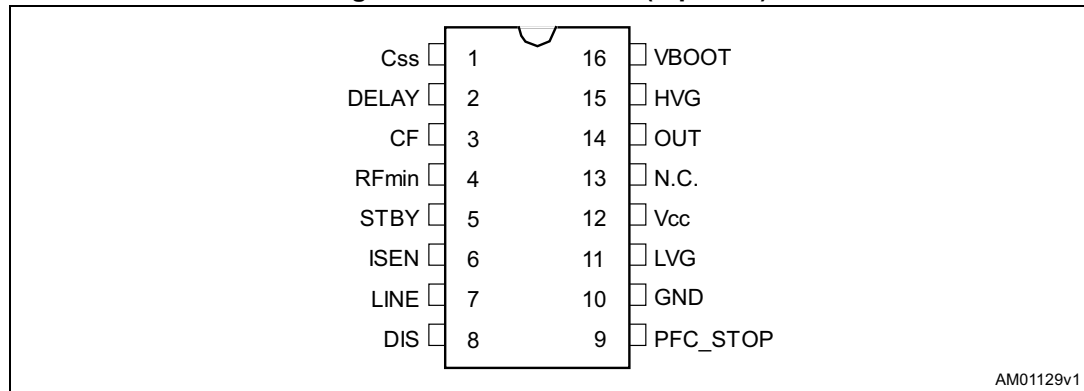 Css 1 16 VBOOT
DELAY 2 15 HVG
CF 3 14 OUT
RFmin 4 13 N.C.
STBY 5 12 Vcc
ISEN 6 11 LVG
LINE 7 10 GND
DIS 8 9 PFC_STOP
AM01129v1